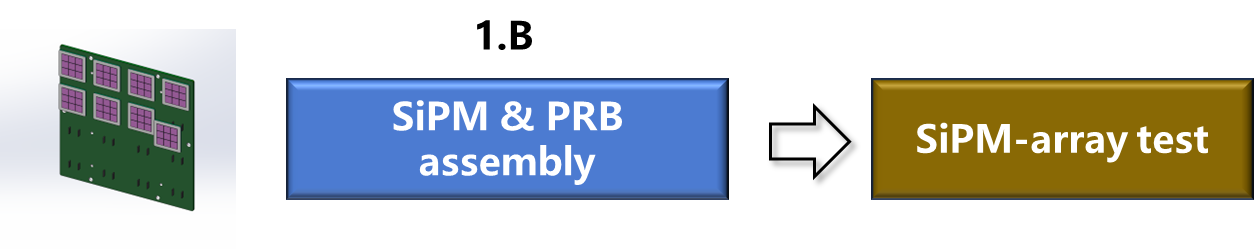 1.B
SiPM & PRB
assembly
SiPM-array test